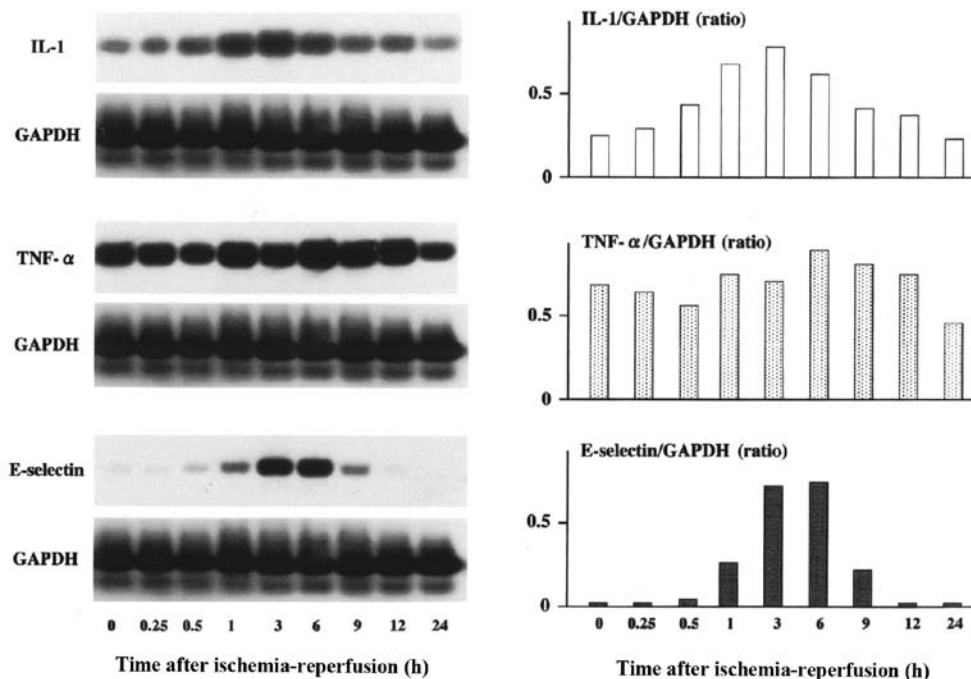 IL-1
GAPDH
TNF- α
GAPDH
E-selectin
GAPDH
0 0.25 0.5 1 3 6 9 12 24
Time after ischemia-reperfusion (h)
IL-1/GAPDH (ratio)
0.5
0
TNF- α/GAPDH (ratio)
0.5
0
E-selectin/GAPDH (ratio)
0.5
0
0 0.25 0.5 1 3 6 9 12 24
Time after ischemia-reperfusion (h)